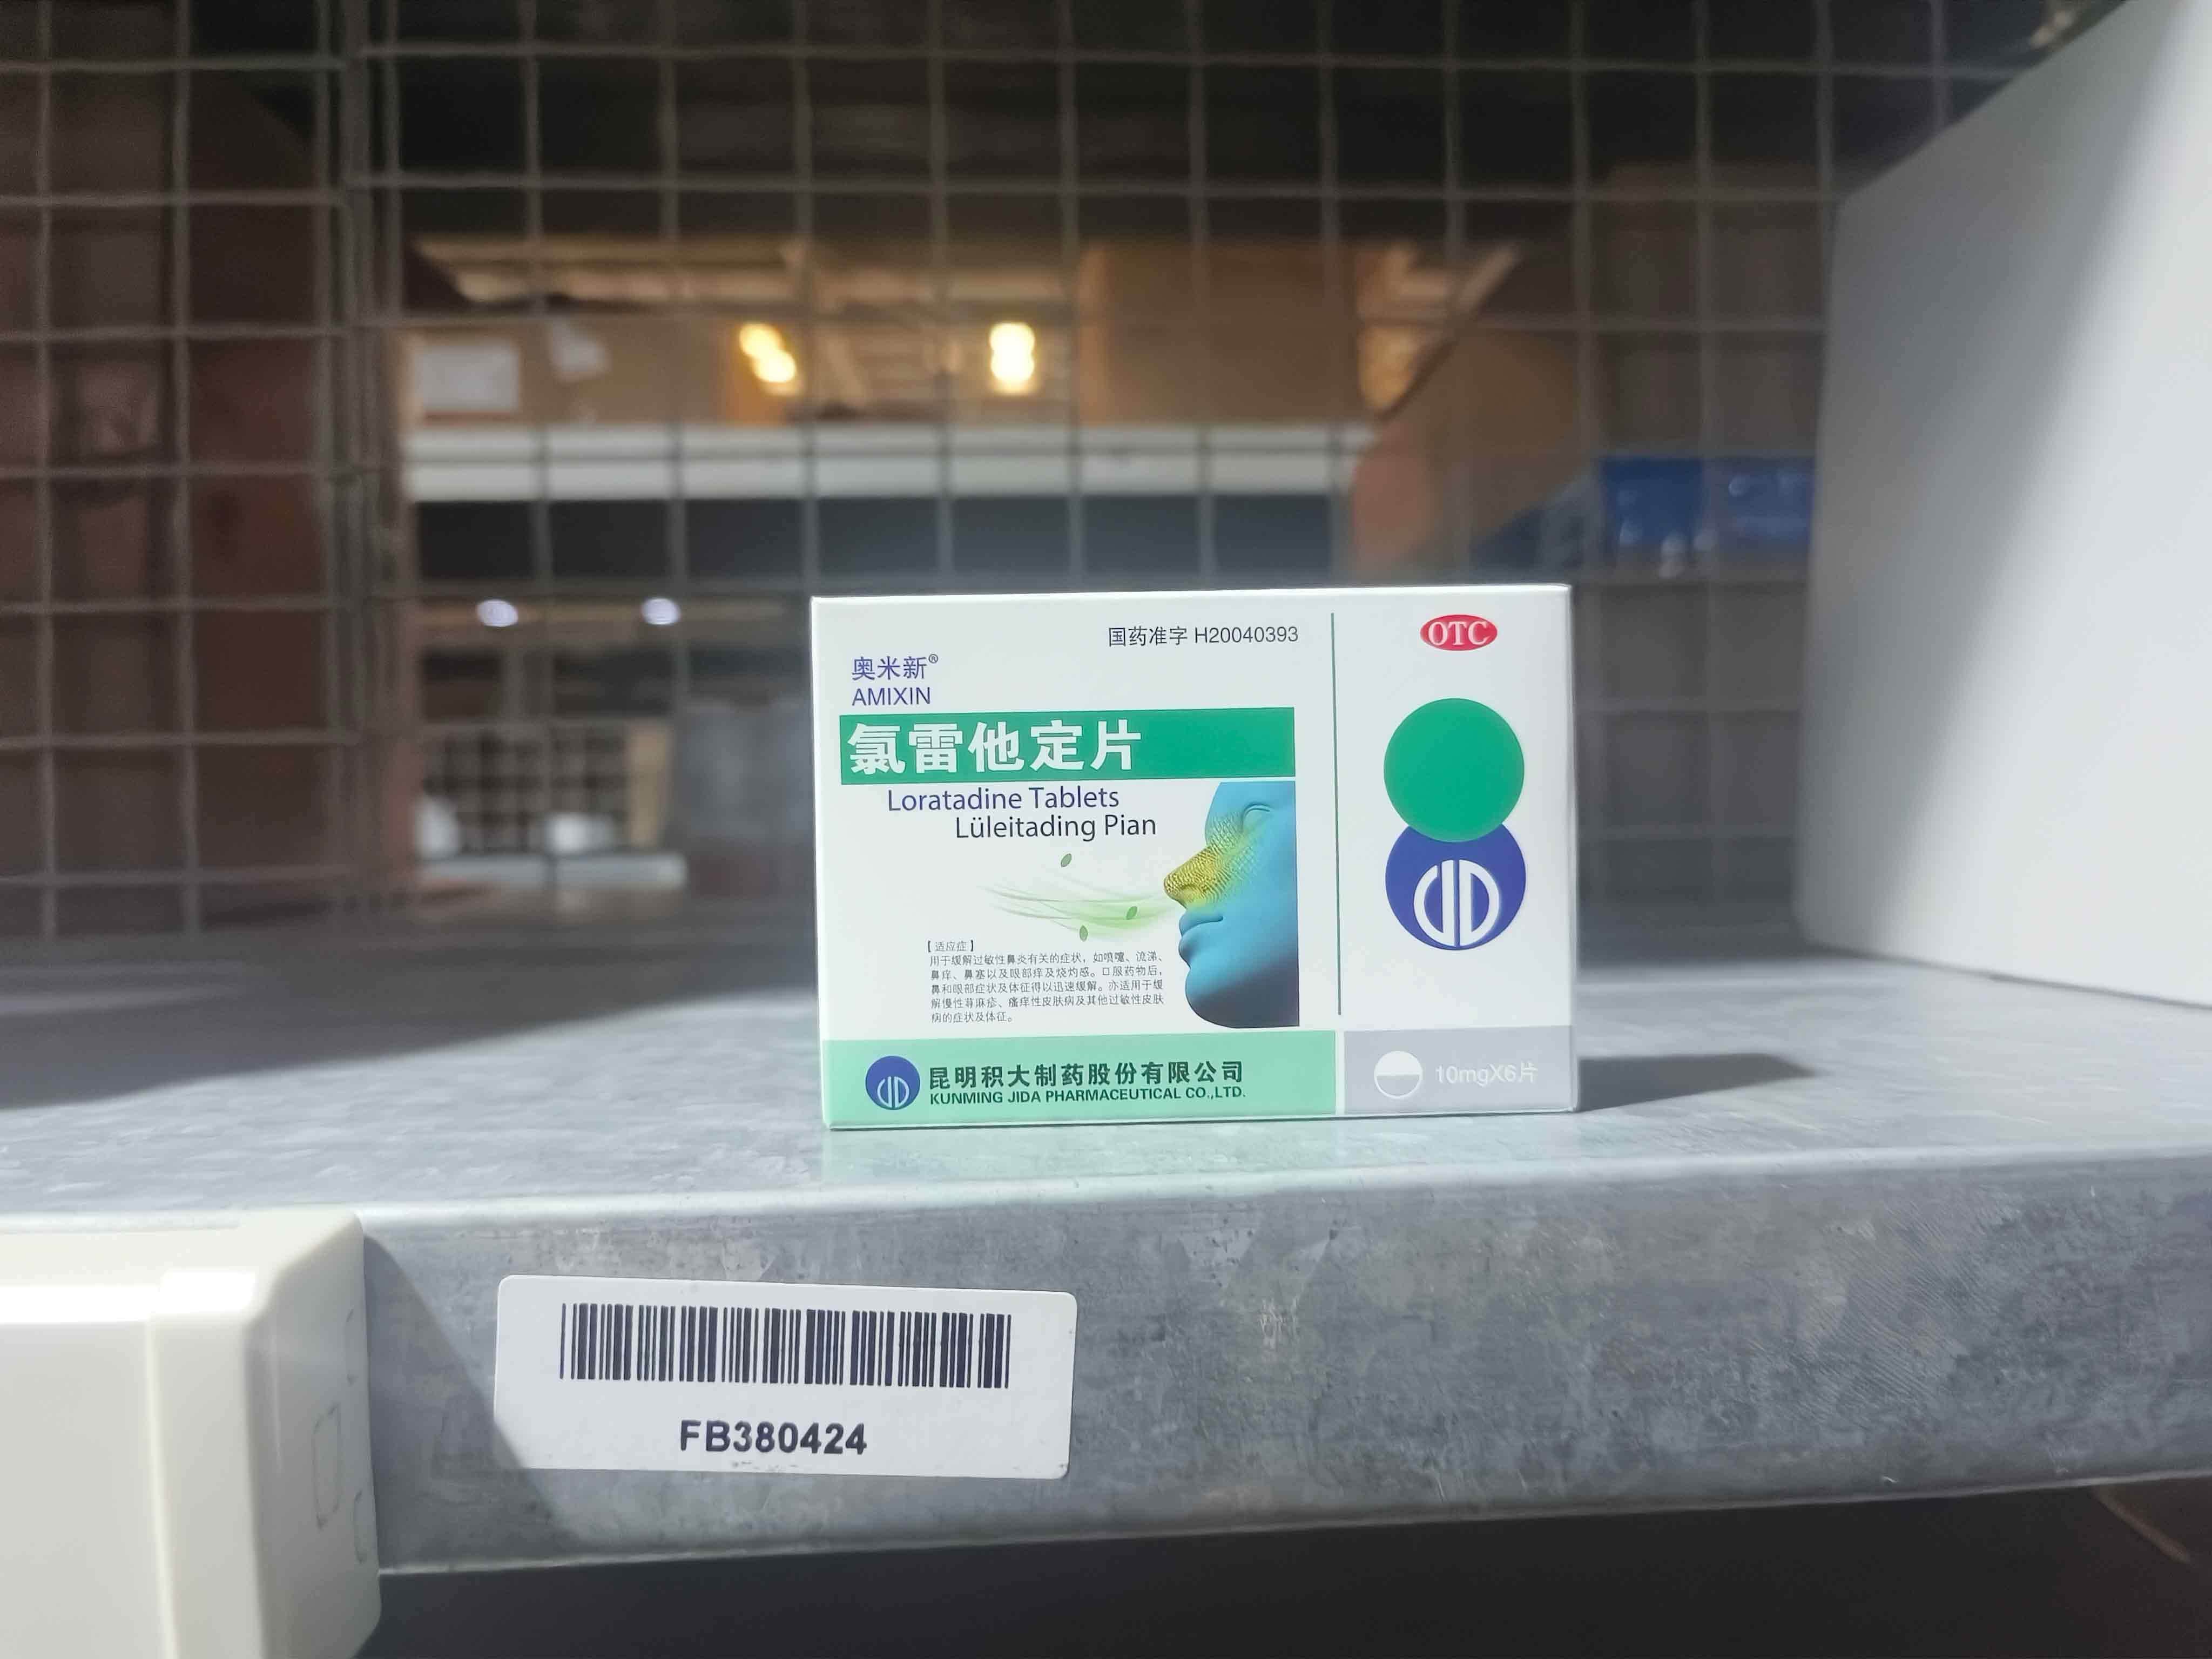 国药准字 H20040393
OTC
奥米新®
AMIXIN
氯雷他定片
Loratadine Tablets
Lüleitading Pian
【适应症】
用于缓解过敏性鼻炎有关的症状，如喷嚏、流涕、
鼻痒、鼻塞以及眼部痒及烧灼感。口服药物后，
鼻和眼部症状及体征得以迅速缓解。亦适用于缓
解慢性荨麻疹、瘙痒性皮肤病及其他过敏性皮肤
病的症状及体征。
昆明积大制药股份有限公司
KUNMING JIDA PHARMACEUTICAL CO.,LTD.
10mgX6片
FB380424